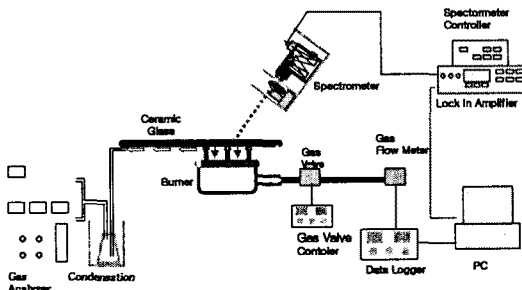 Spectormeter
Controller
Spectrometer
Lock In Amplifier
Ceramic
Glass
Gas
Valve
Gas
Flow Meter
Burner
Gas Valve
Contoler
Data Logger
PC
Gas
Analyzer
Condensation